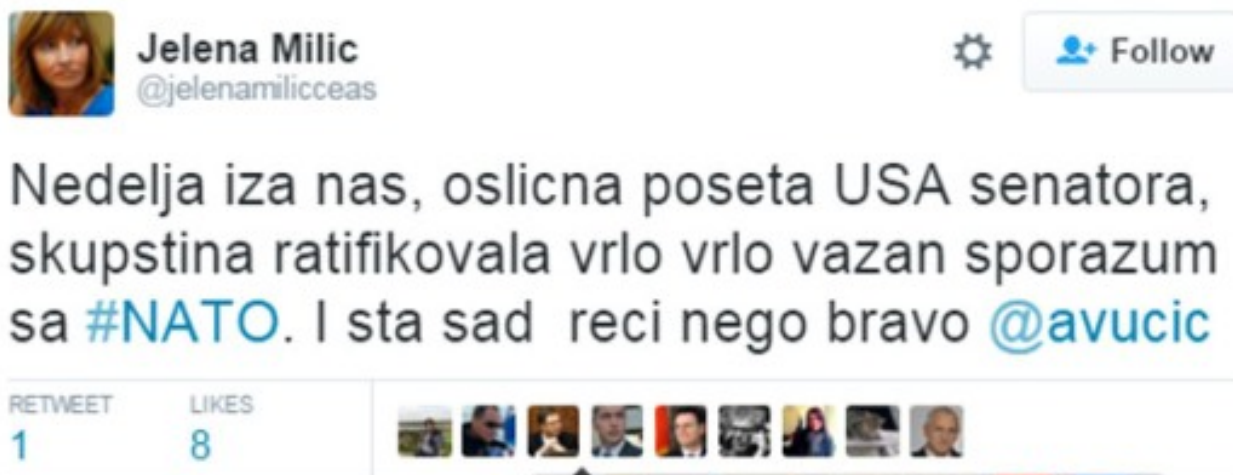 Jelena Milic
@jelenamilicceas
Follow
Nedelja iza nas, oslicna poseta USA senatora,
skupstina ratifikovala vrlo vrlo vazan sporazum
sa #NATO. I sta sad reci nego bravo @avucic
RETWEET LIKES
1 8